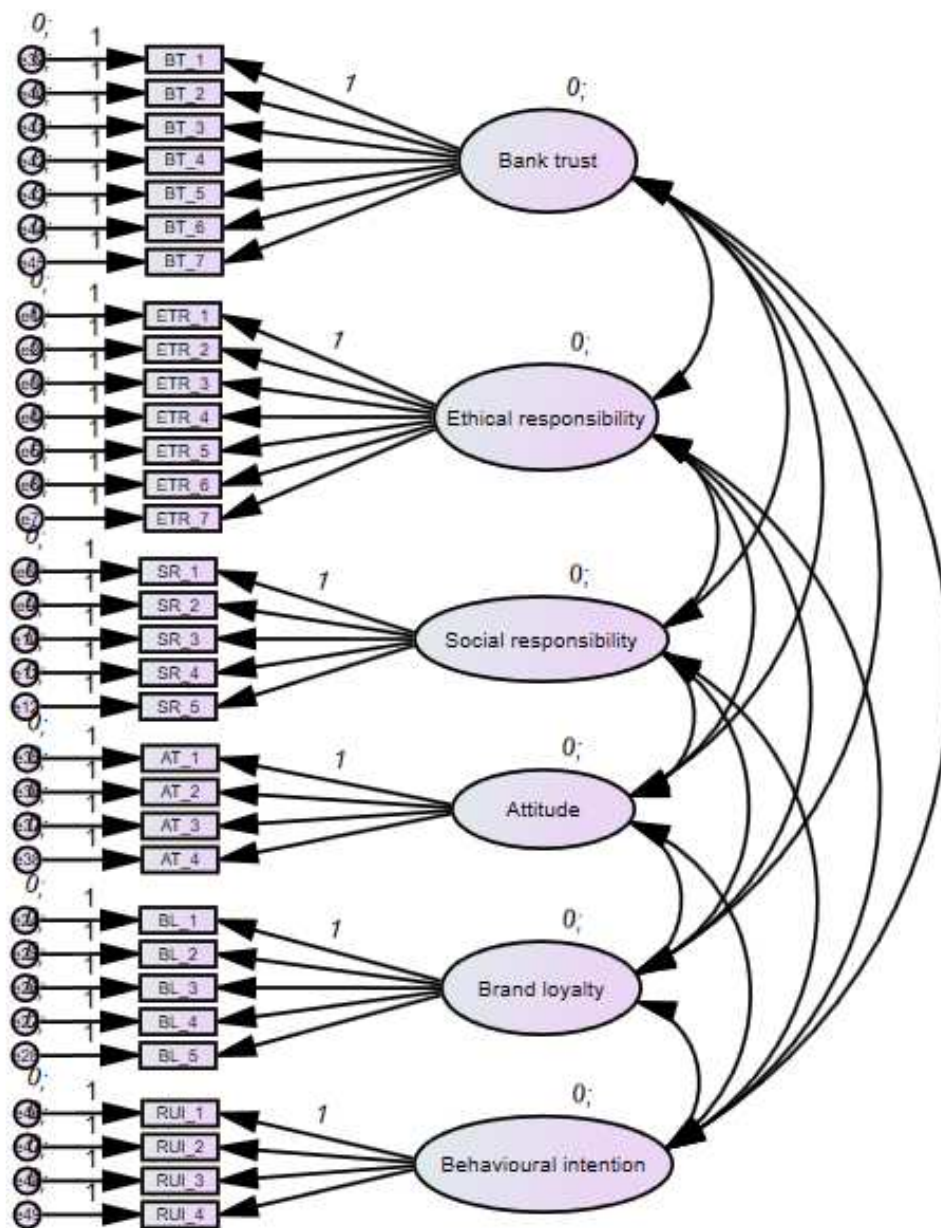 0;
1
BT_1
1
BT_2
1
BT_3
1
BT_4
1
BT_5
1
BT_6
1
BT_7
1
0;
Bank trust
0;
1
ETR_1
1
ETR_2
1
ETR_3
1
ETR_4
1
ETR_5
1
ETR_6
1
e7
ETR_7
1
0;
Ethical responsibility
0;
1
SR_1
1
SR_2
1
SR_3
1
SR_4
1
e12
SR_5
1
0;
Social responsibility
0;
1
AT_1
1
AT_2
1
AT_3
1
e38
AT_4
1
0;
Attitude
0;
1
BL_1
1
BL_2
1
BL_3
1
BL_4
1
BL_5
1
0;
Brand loyalty
0;
1
RUI_1
1
RUI_2
1
RUI_3
1
e49
RUI_4
1
0;
Behavioural intention